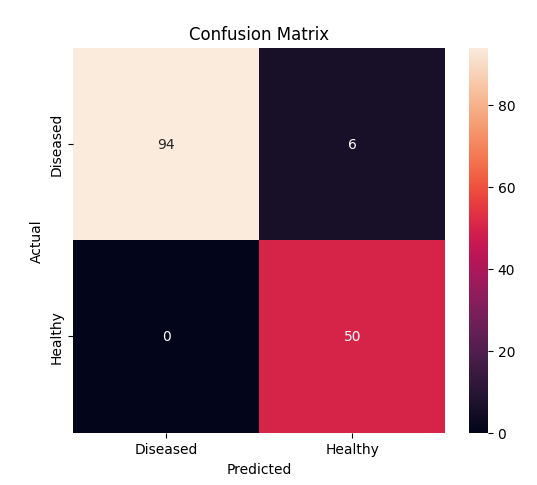 Confusion Matrix
Actual
Diseased
Healthy
94
6
0
50
Diseased
Healthy
Predicted
80
60
40
20
0